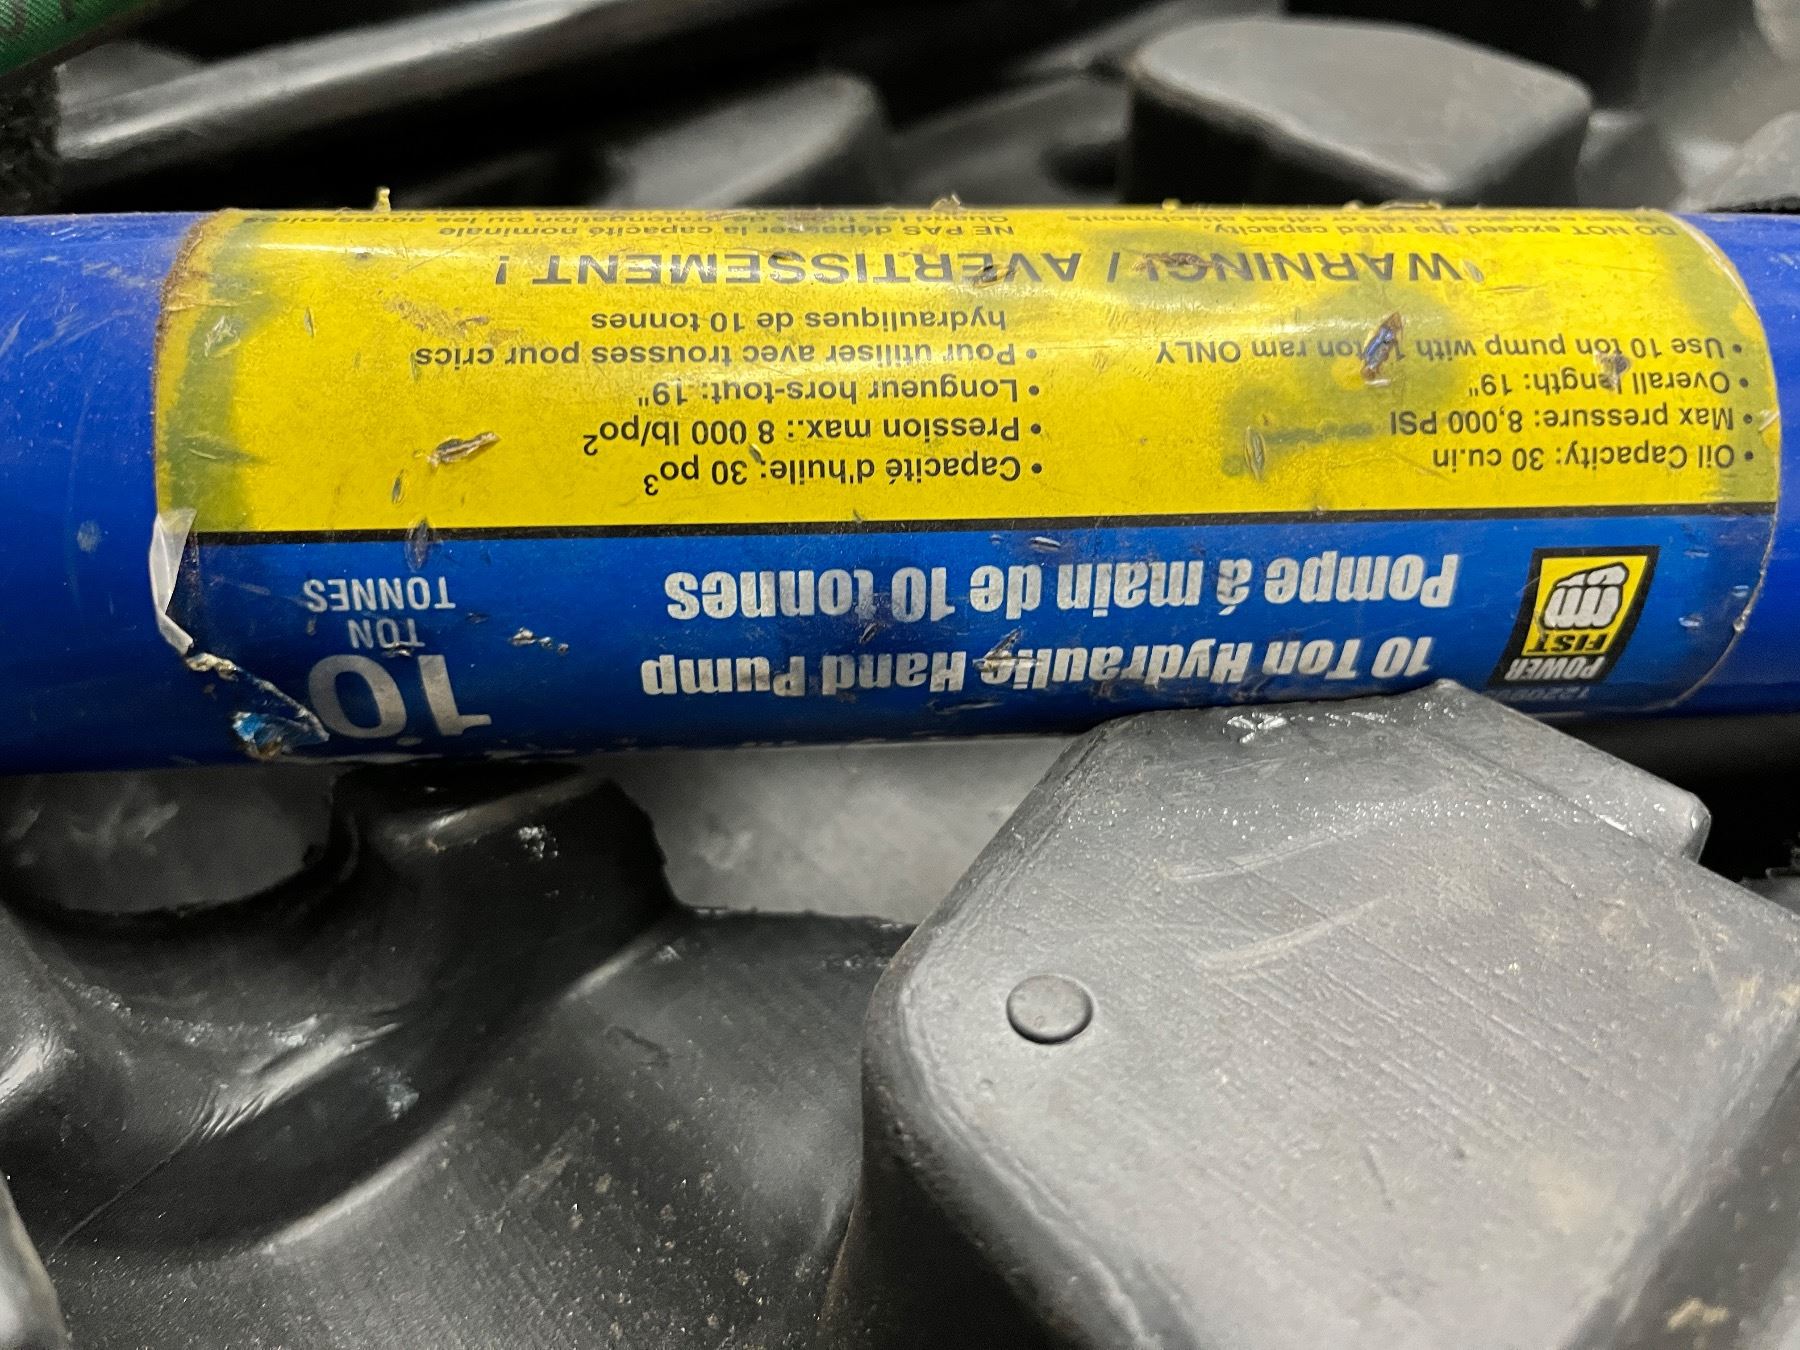 POWER
FIST
10 Ton Hydraulic Hand Pump
Pompe à main de 10 tonnes
10
TON
TONNES
• Oil Capacity: 30 cu.in
• Max pressure: 8,000 PSI
• Overall length: 19"
• Use 10 ton pump with ton ram ONLY
• Capacité d'huile: 30 po³
• Pression max.: 8 000 lb/po²
• Longueur hors-tout: 19"
• Pour utiliser avec trousses pour crics
hydrauliques de 10 tonnes
WARNING! / AVERTISSEMENT !
DO NOT exceed the rated capacity.
NE PAS dépasser la capacité nominale